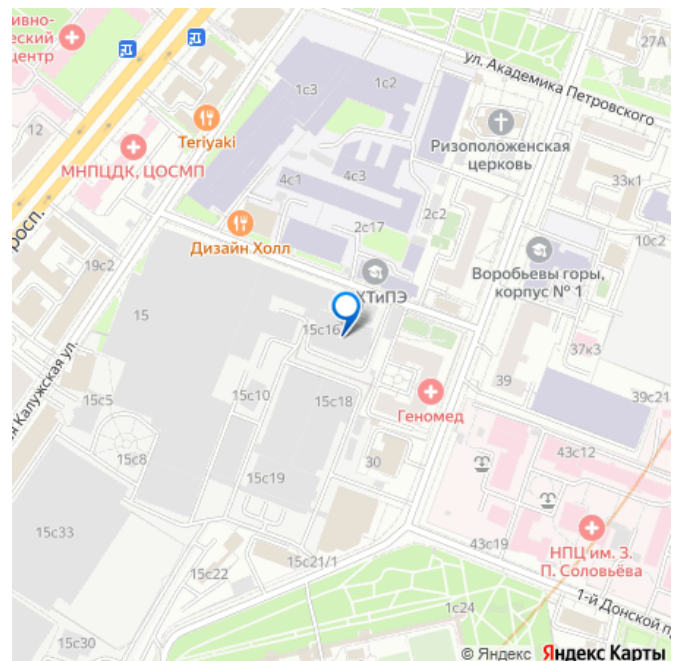 ивно-
еский
центр
27А
ул. Академика Петровского
1с2
1с3
Teriyaki
12
МНПЦДК, ЦОСМП
Ризоположенская
церковь
4с1
4с3
33к1
2с2
2с17
10с2
росп.
Дизайн Холл
19с2
Воробьевы горы,
корпус № 1
ХТиПЭ
15
15с16
37к3
я Калужская ул.
39
39с21
15с5
15с10
15с18
Геномед
43с12
15с8
30
15с19
15с33
43с19
НПЦ им. З.
П. Соловьёва
15с21/1
15с22
1-й Донской п
1с24
15с30
© Яндекс Яндекс Карты